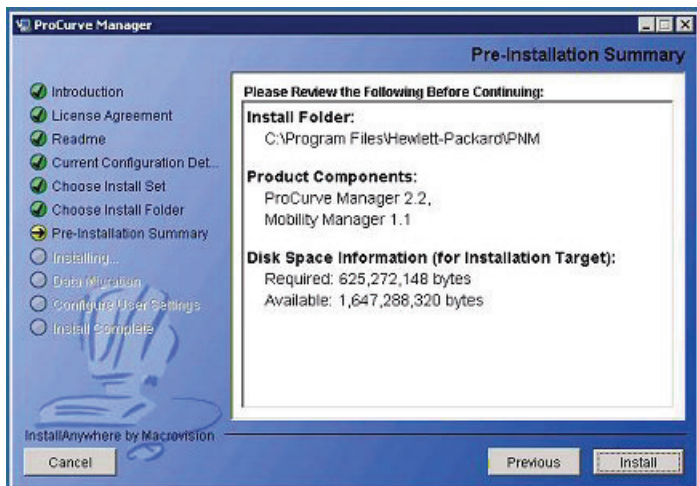 ProCurve Manager
Pre-Installation Summary
Introduction
License Agreement
Readme
Current Configuration Det...
Choose Install Set
Choose Install Folder
Pre-Installation Summary
Installing...
Data Migration
Configure User Settings
Install Complete
Please Review the Following Before Continuing:
Install Folder:
C:\Program Files\Hewlett-Packard\PNM
Product Components:
ProCurve Manager 2.2,
Mobility Manager 1.1
Disk Space Information (for Installation Target):
Required: 625,272,148 bytes
Available: 1,647,288,320 bytes
InstallAnywhere by Macrovision
Cancel
Previous
Install